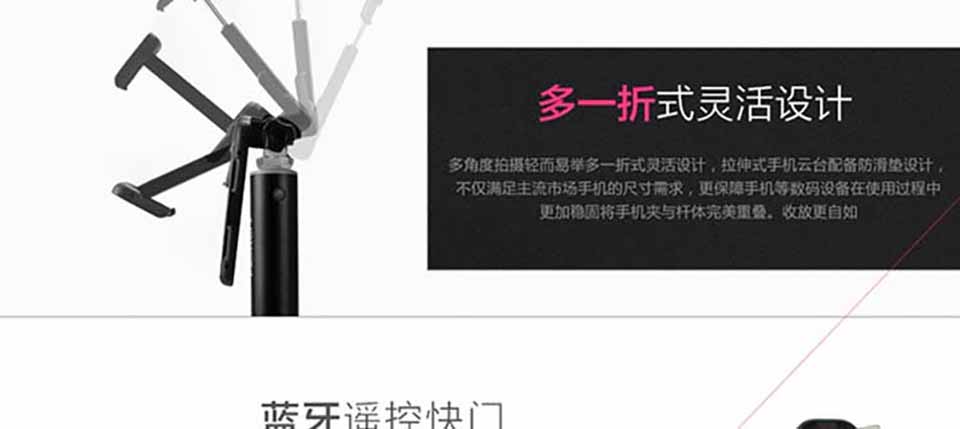 多一折式灵活设计
多角度拍摄轻而易举多一折式灵活设计，拉伸式手机云台配备防滑垫设计，
不仅满足主流市场手机的尺寸需求，更保障手机等数码设备在使用过程中
更加稳固将手机夹与杆体完美重叠。收放更自如
蓝牙遥控快门